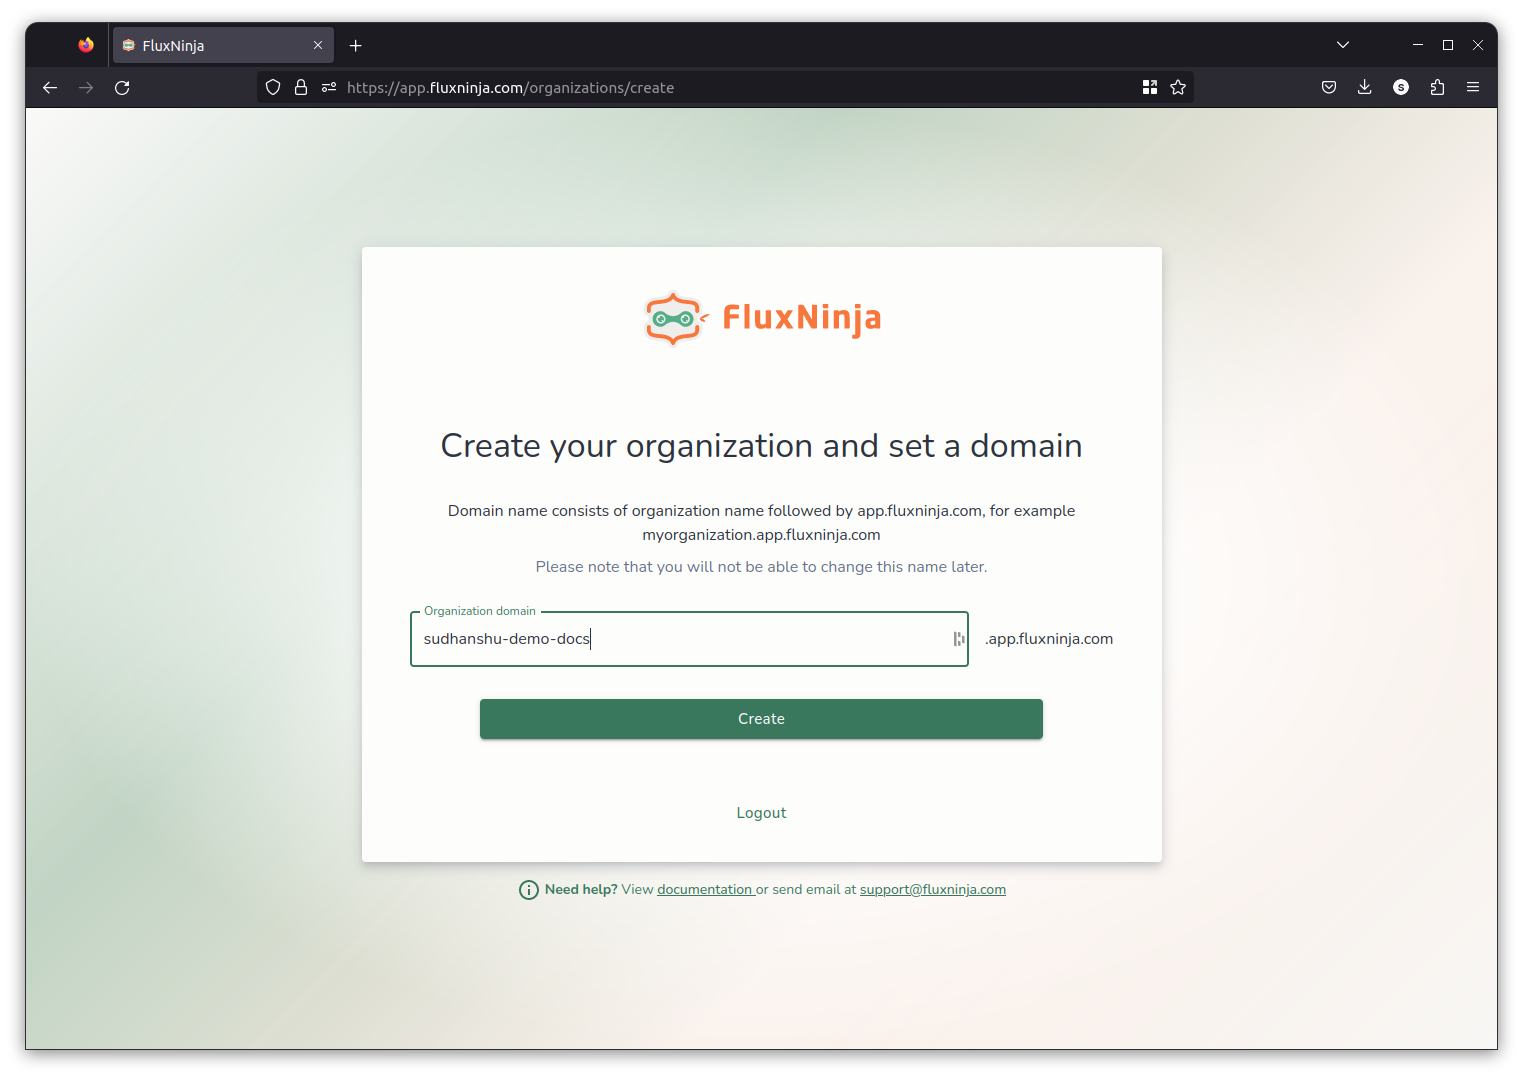 FluxNinja
https://app.fluxninja.com/organizations/create
S
FluxNinja
Create your organization and set a domain
Domain name consists of organization name followed by app.fluxninja.com, for example
myorganization.app.fluxninja.com
Please note that you will not be able to change this name later.
Organization domain
sudhanshu-demo-docs
.app.fluxninja.com
Create
Logout
Need help? View documentation or send email at support@fluxninja.com